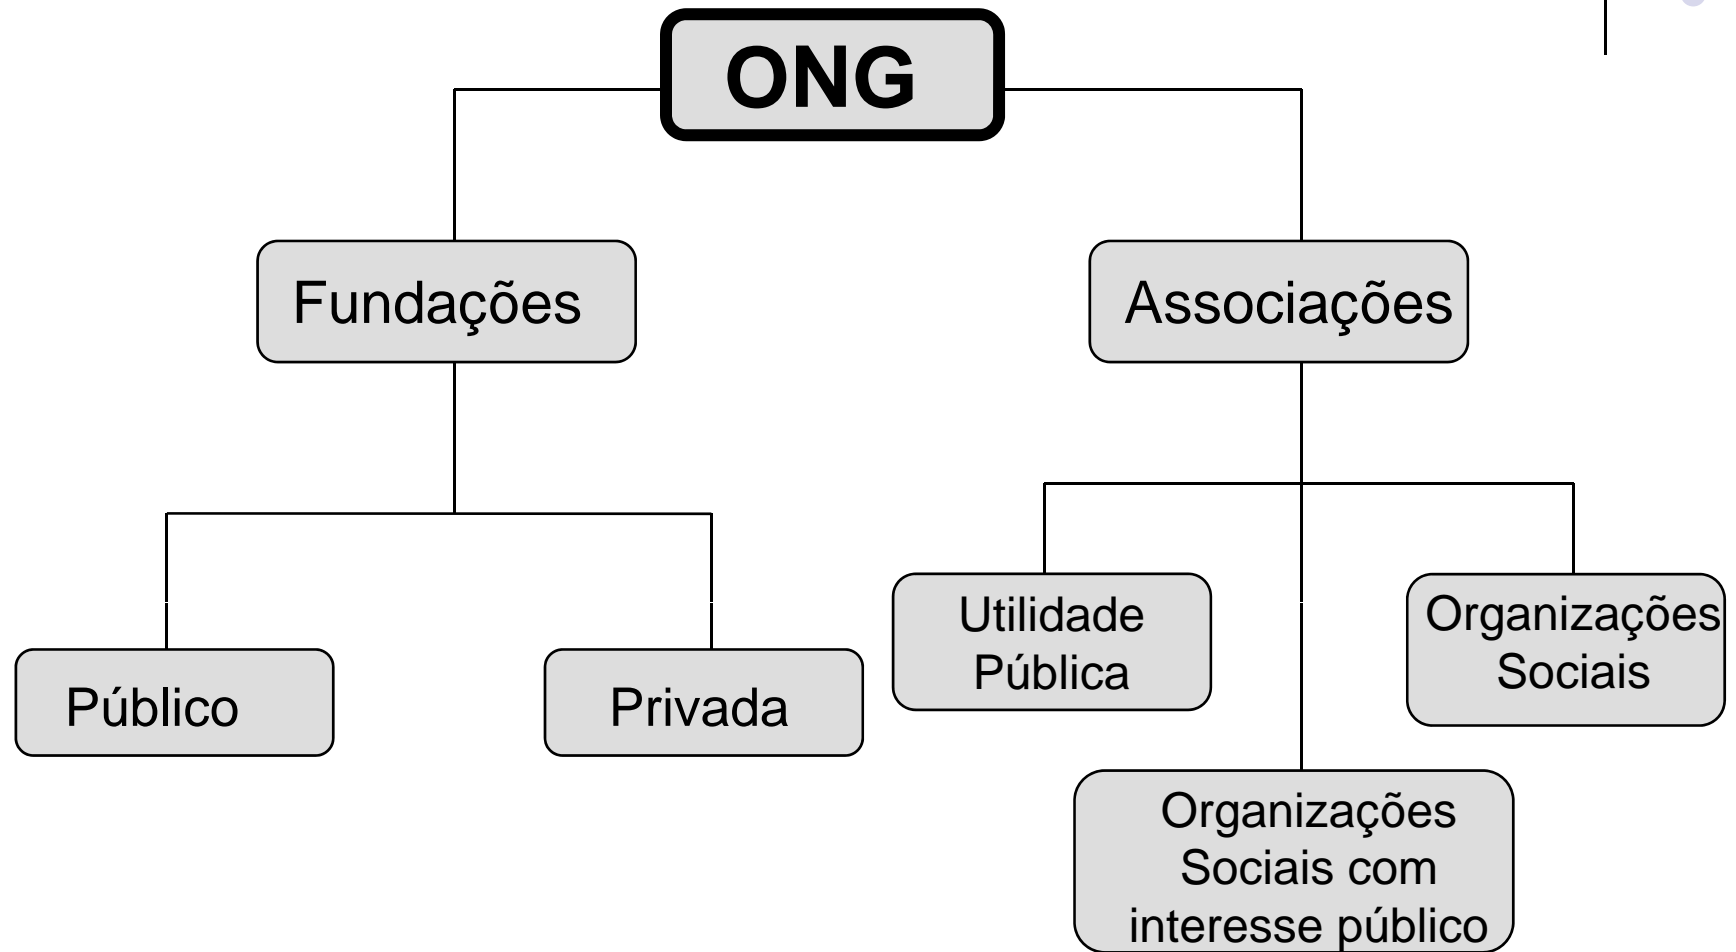 ONG
Fundações
Associações
Utilidade
Pública
Organizações
Sociais
Público
Privada
Organizações
Sociais com
interesse público